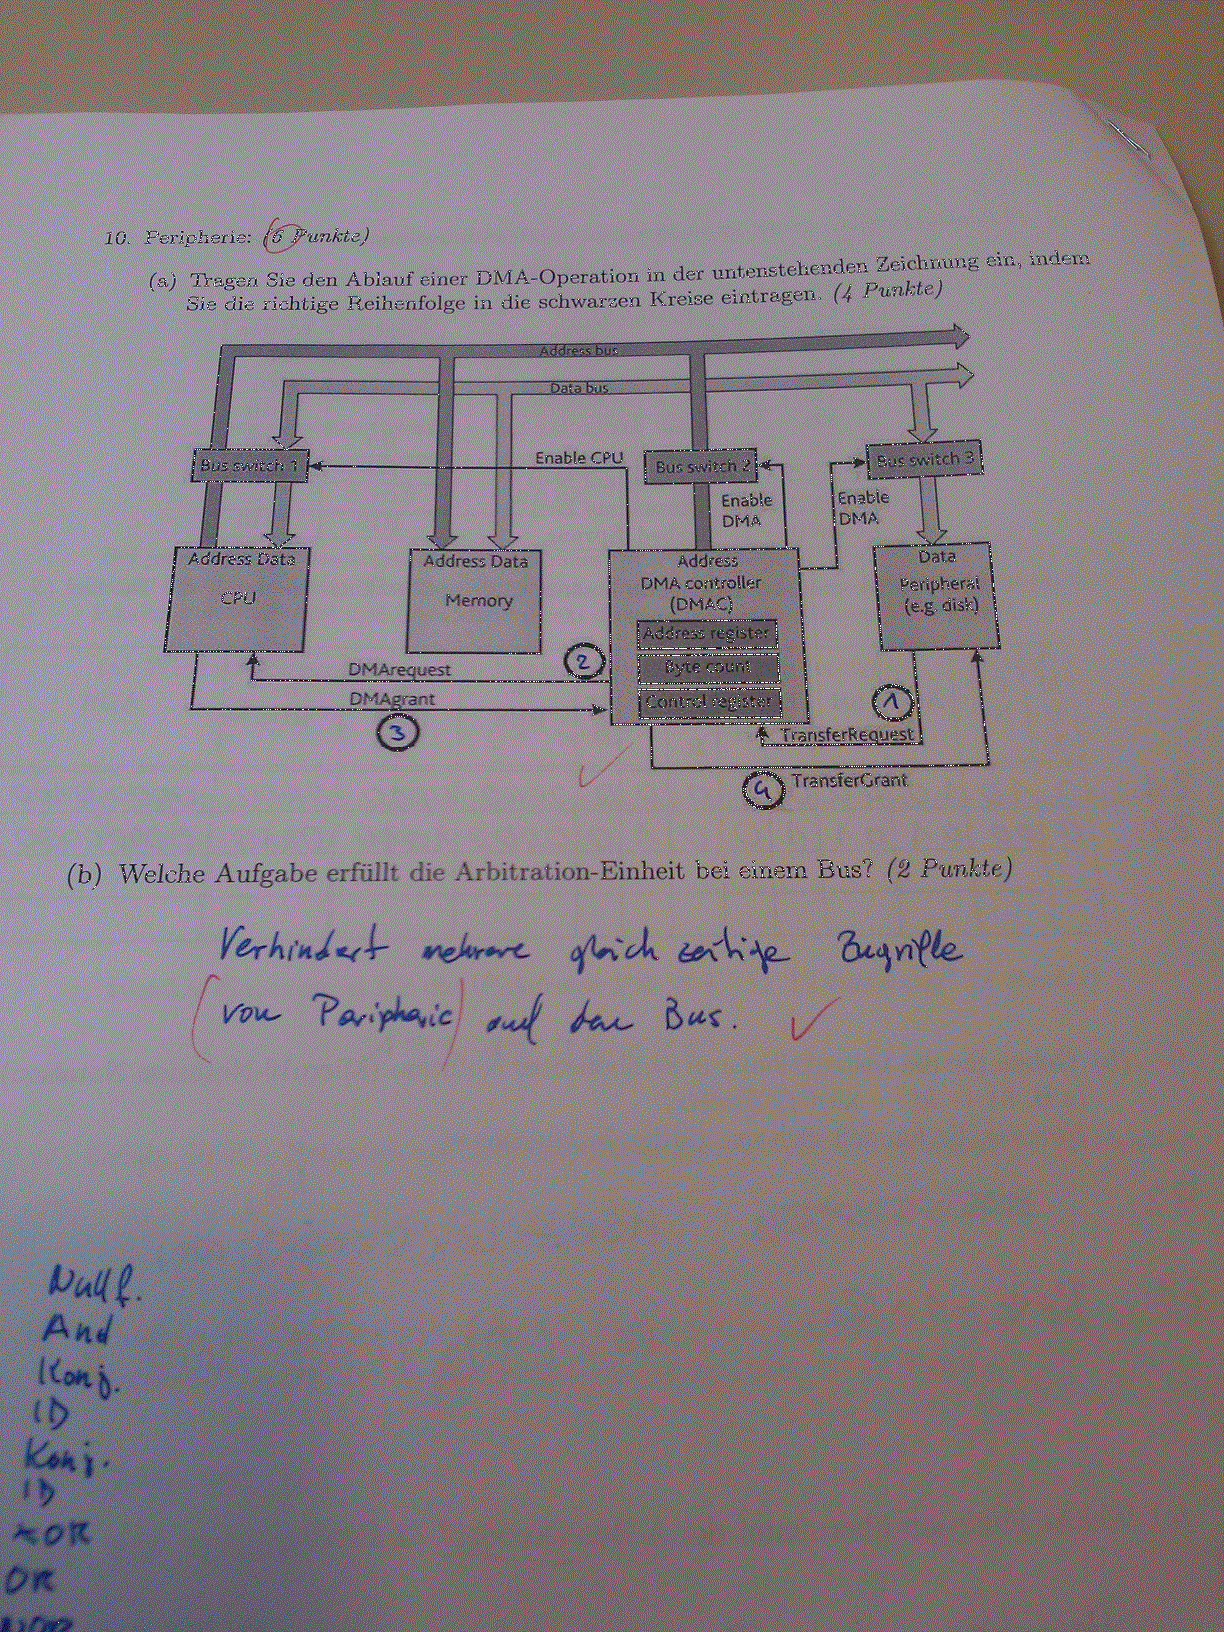 10. Peripherie: (6 Punkte)
(a) Tragen Sie den Ablauf einer DMA-Operation in der untenstehenden Zeichnung ein, indem
Sie die richtige Reihenfolge in die schwarzen Kreise eintragen. (4 Punkte)
Address bus
Data bus
Bus switch 1
Enable CPU
Bus switch 2
Bus switch 3
Enable
DMA
Enable
DMA
Address Data
CPU
Address Data
Memory
Address
DMA controller
(DMAC)
Address register
Byte count
Control register
Data
Peripheral
(e.g. disk)
DMArequest
2
DMAgrant
3
1
TransferRequest
4
TransferGrant
(b) Welche Aufgabe erfüllt die Arbitration-Einheit bei einem Bus? (2 Punkte)
Verhindert mehrere gleichzeitige Zugriffe
(von Peripherie) auf den Bus.
Nullf.
And
Konj.
ID
Konj.
ID
XOR
OR
NOR